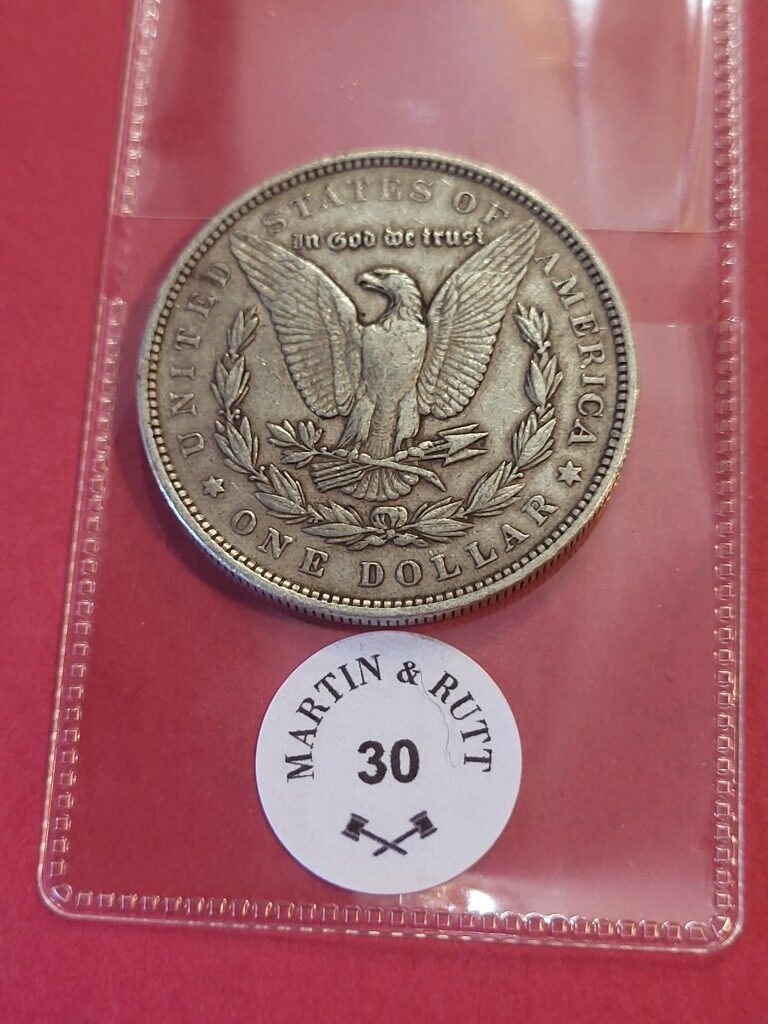 UNITED STATES OF AMERICA
In God we trust
ONE DOLLAR
MARTIN & RUTT
30